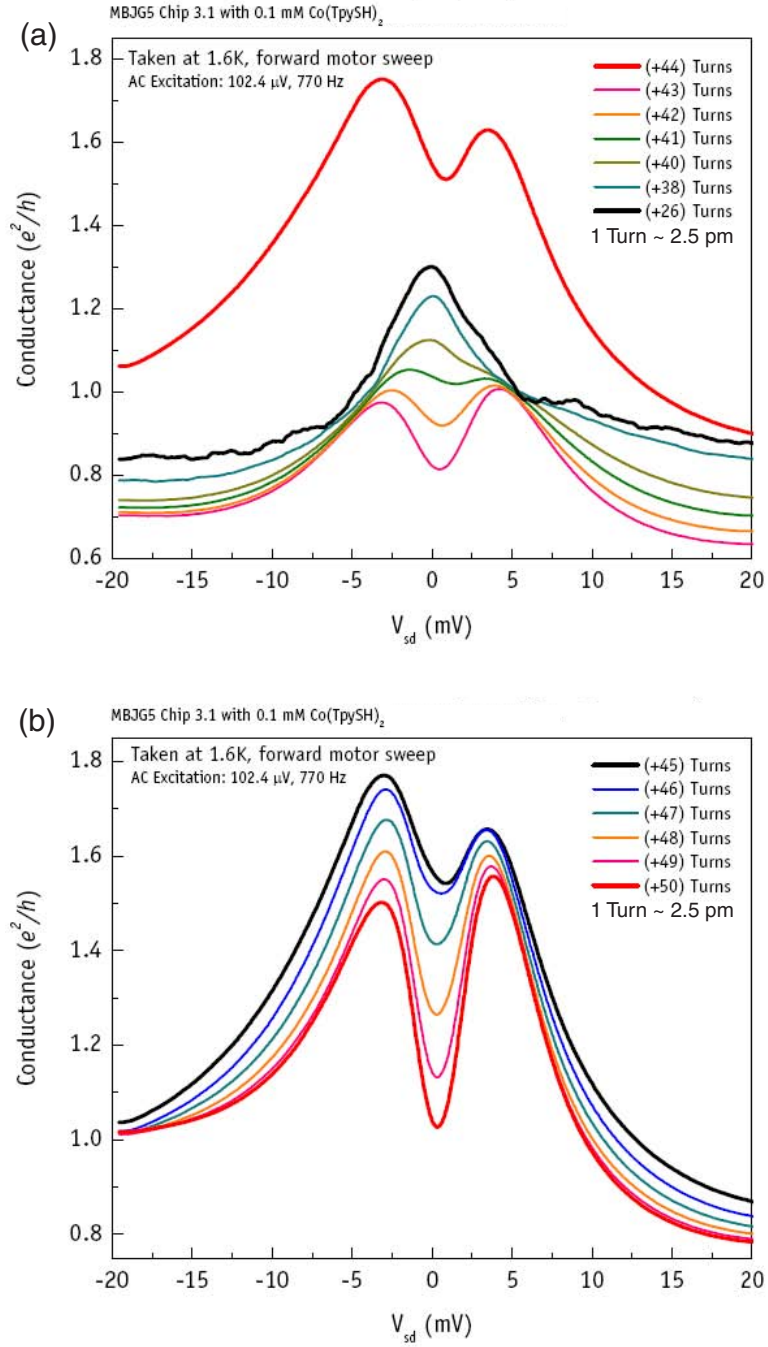 MBJG5 Chip 3.1 with 0.1 mM Co(TpySH)₂
(a)
Taken at 1.6K, forward motor sweep
AC Excitation: 102.4 μV, 770 Hz
(+44) Turns
(+43) Turns
(+42) Turns
(+41) Turns
(+40) Turns
(+38) Turns
(+26) Turns
1 Turn ~ 2.5 pm
Conductance (e²/h)
1.8
1.6
1.4
1.2
1.0
0.8
0.6
-20 -15 -10 -5 0 5 10 15 20
V_sd (mV)
MBJG5 Chip 3.1 with 0.1 mM Co(TpySH)₂
(b)
Taken at 1.6K, forward motor sweep
AC Excitation: 102.4 μV, 770 Hz
(+45) Turns
(+46) Turns
(+47) Turns
(+48) Turns
(+49) Turns
(+50) Turns
1 Turn ~ 2.5 pm
Conductance (e²/h)
1.8
1.6
1.4
1.2
1.0
0.8
-20 -15 -10 -5 0 5 10 15 20
V_sd (mV)